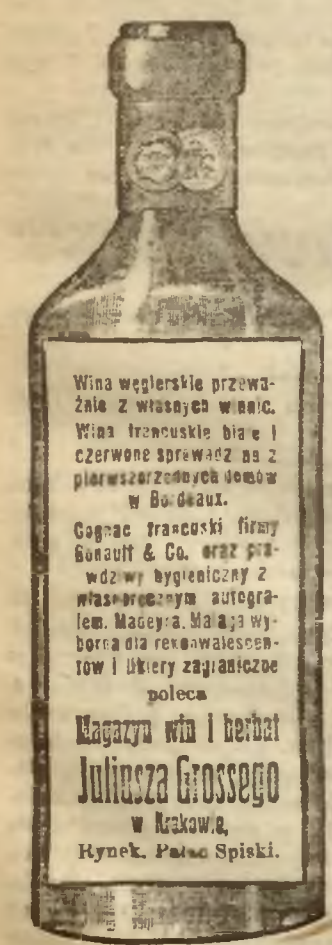 Wina węgierskie przewa-
żnie z własnych winnic.
Wina francuskie białe i
czerwone sprowadzane z
pierwszorzędnych domów
w Bordeaux.
Cognac francuski firmy
& Co. oraz pra-
wdziwy hygieniczny z
własnoręcznym autogra-
fem. Madeyra, Malaga wy-
borna dla rekonwalescen-
tów i likiery zagraniczne
poleca
Magazyn win i herbat
Juliusza Grossego
w Krakowie,
Rynek, Pałac Spiski.